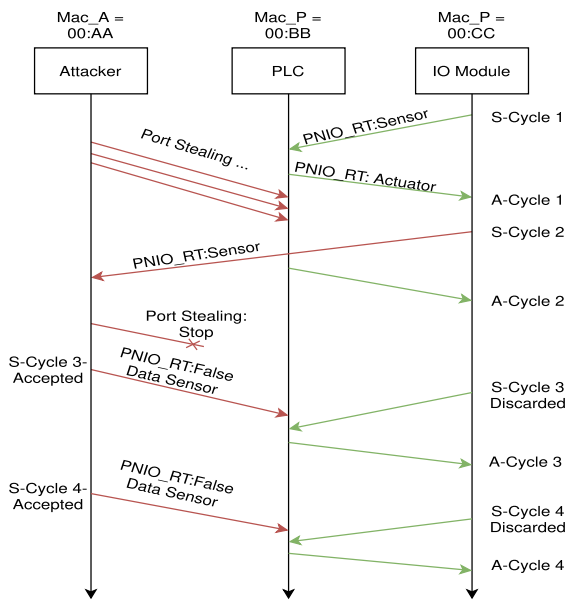 Mac_A =
00:AA
Mac_P =
00:BB
Mac_P =
00:CC
Attacker
PLC
IO Module
PNIO_RT:Sensor
S-Cycle 1
Port Stealing ...
PNIO_RT: Actuator
A-Cycle 1
S-Cycle 2
PNIO_RT:Sensor
A-Cycle 2
Port Stealing:
Stop
S-Cycle 3-
Accepted
PNIO_RT:False
Data Sensor
S-Cycle 3
Discarded
A-Cycle 3
S-Cycle 4-
Accepted
PNIO_RT:False
Data Sensor
S-Cycle 4
Discarded
A-Cycle 4